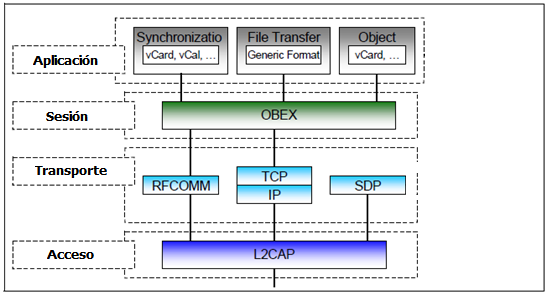 Aplicación
Synchronizatio
vCard, vCal, ...
File Transfer
Generic Format
Object
vCard, ...
Sesión
OBEX
Transporte
RFCOMM
TCP
IP
SDP
Acceso
L2CAP